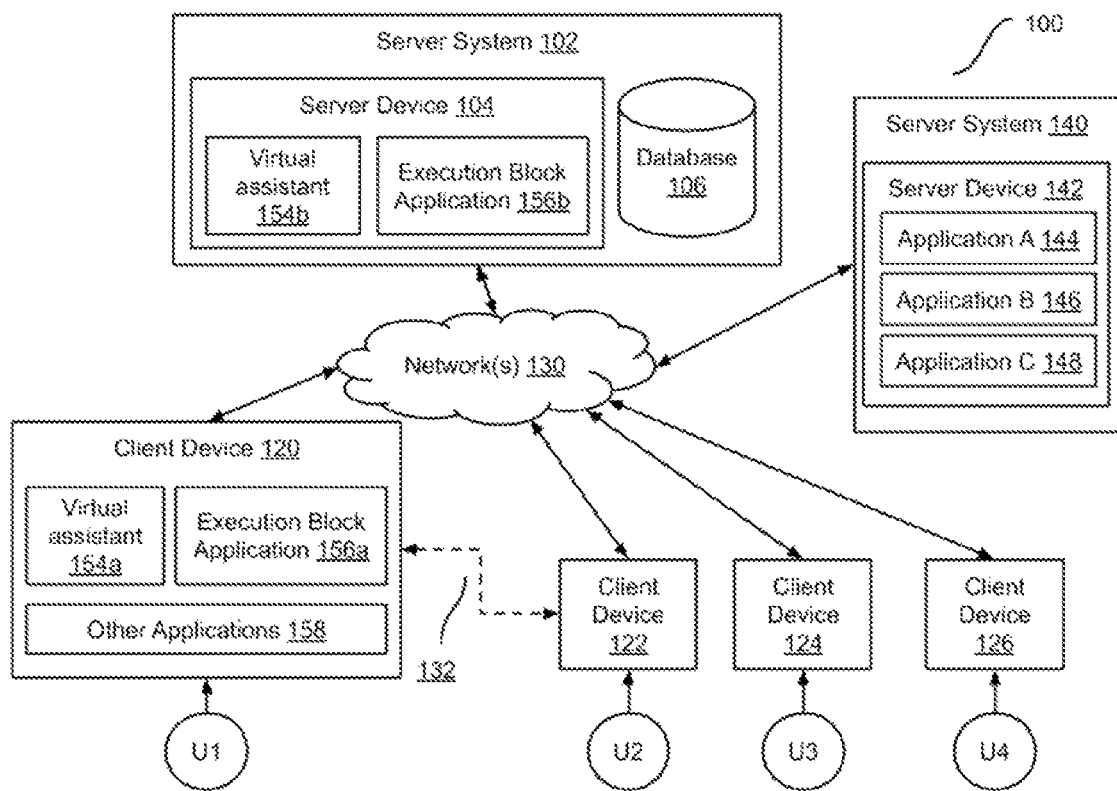 100
Server System 102
Server Device 104
Virtual
assistant
154b
Execution Block
Application 156b
Database
106
Server System 140
Server Device 142
Application A 144
Application B 146
Application C 148
Network(s) 130
Client Device 120
Virtual
assistant
154a
Execution Block
Application 156a
Other Applications 158
132
Client
Device
122
Client
Device
124
Client
Device
126
U1
U2
U3
U4